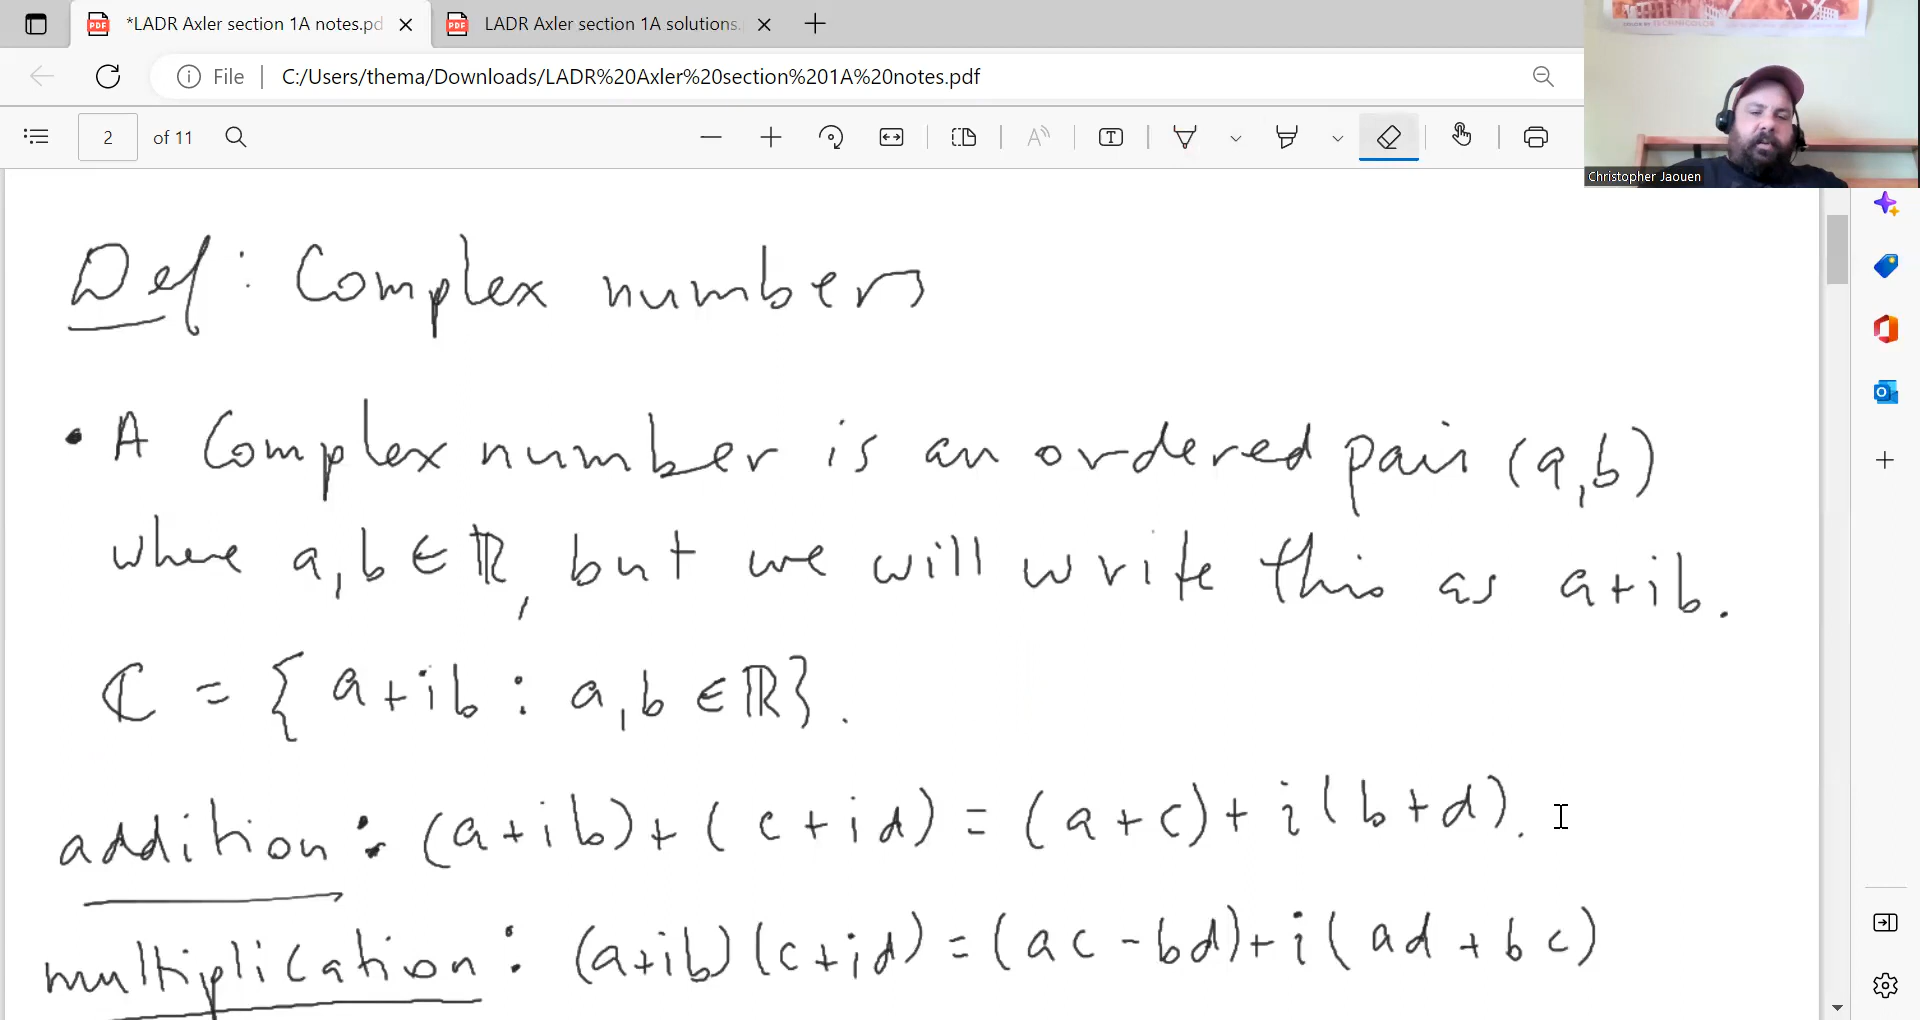 *LADR Axler section 1A notes.pd
LADR Axler section 1A solutions.
File
C:/Users/thema/Downloads/LADR%20Axler%20section%201A%20notes.pdf
2 of 11
Christopher Jaouen
Def: Complex numbers
• A complex number is an ordered pair (a,b)
where a,b ∈ ℝ, but we will write this as a+ib.
ℂ = { a+ib : a,b ∈ ℝ}.
addition: (a+ib)+(c+id) = (a+c)+i(b+d).
multiplication: (a+ib)(c+id) = (ac-bd)+i(ad+bc)